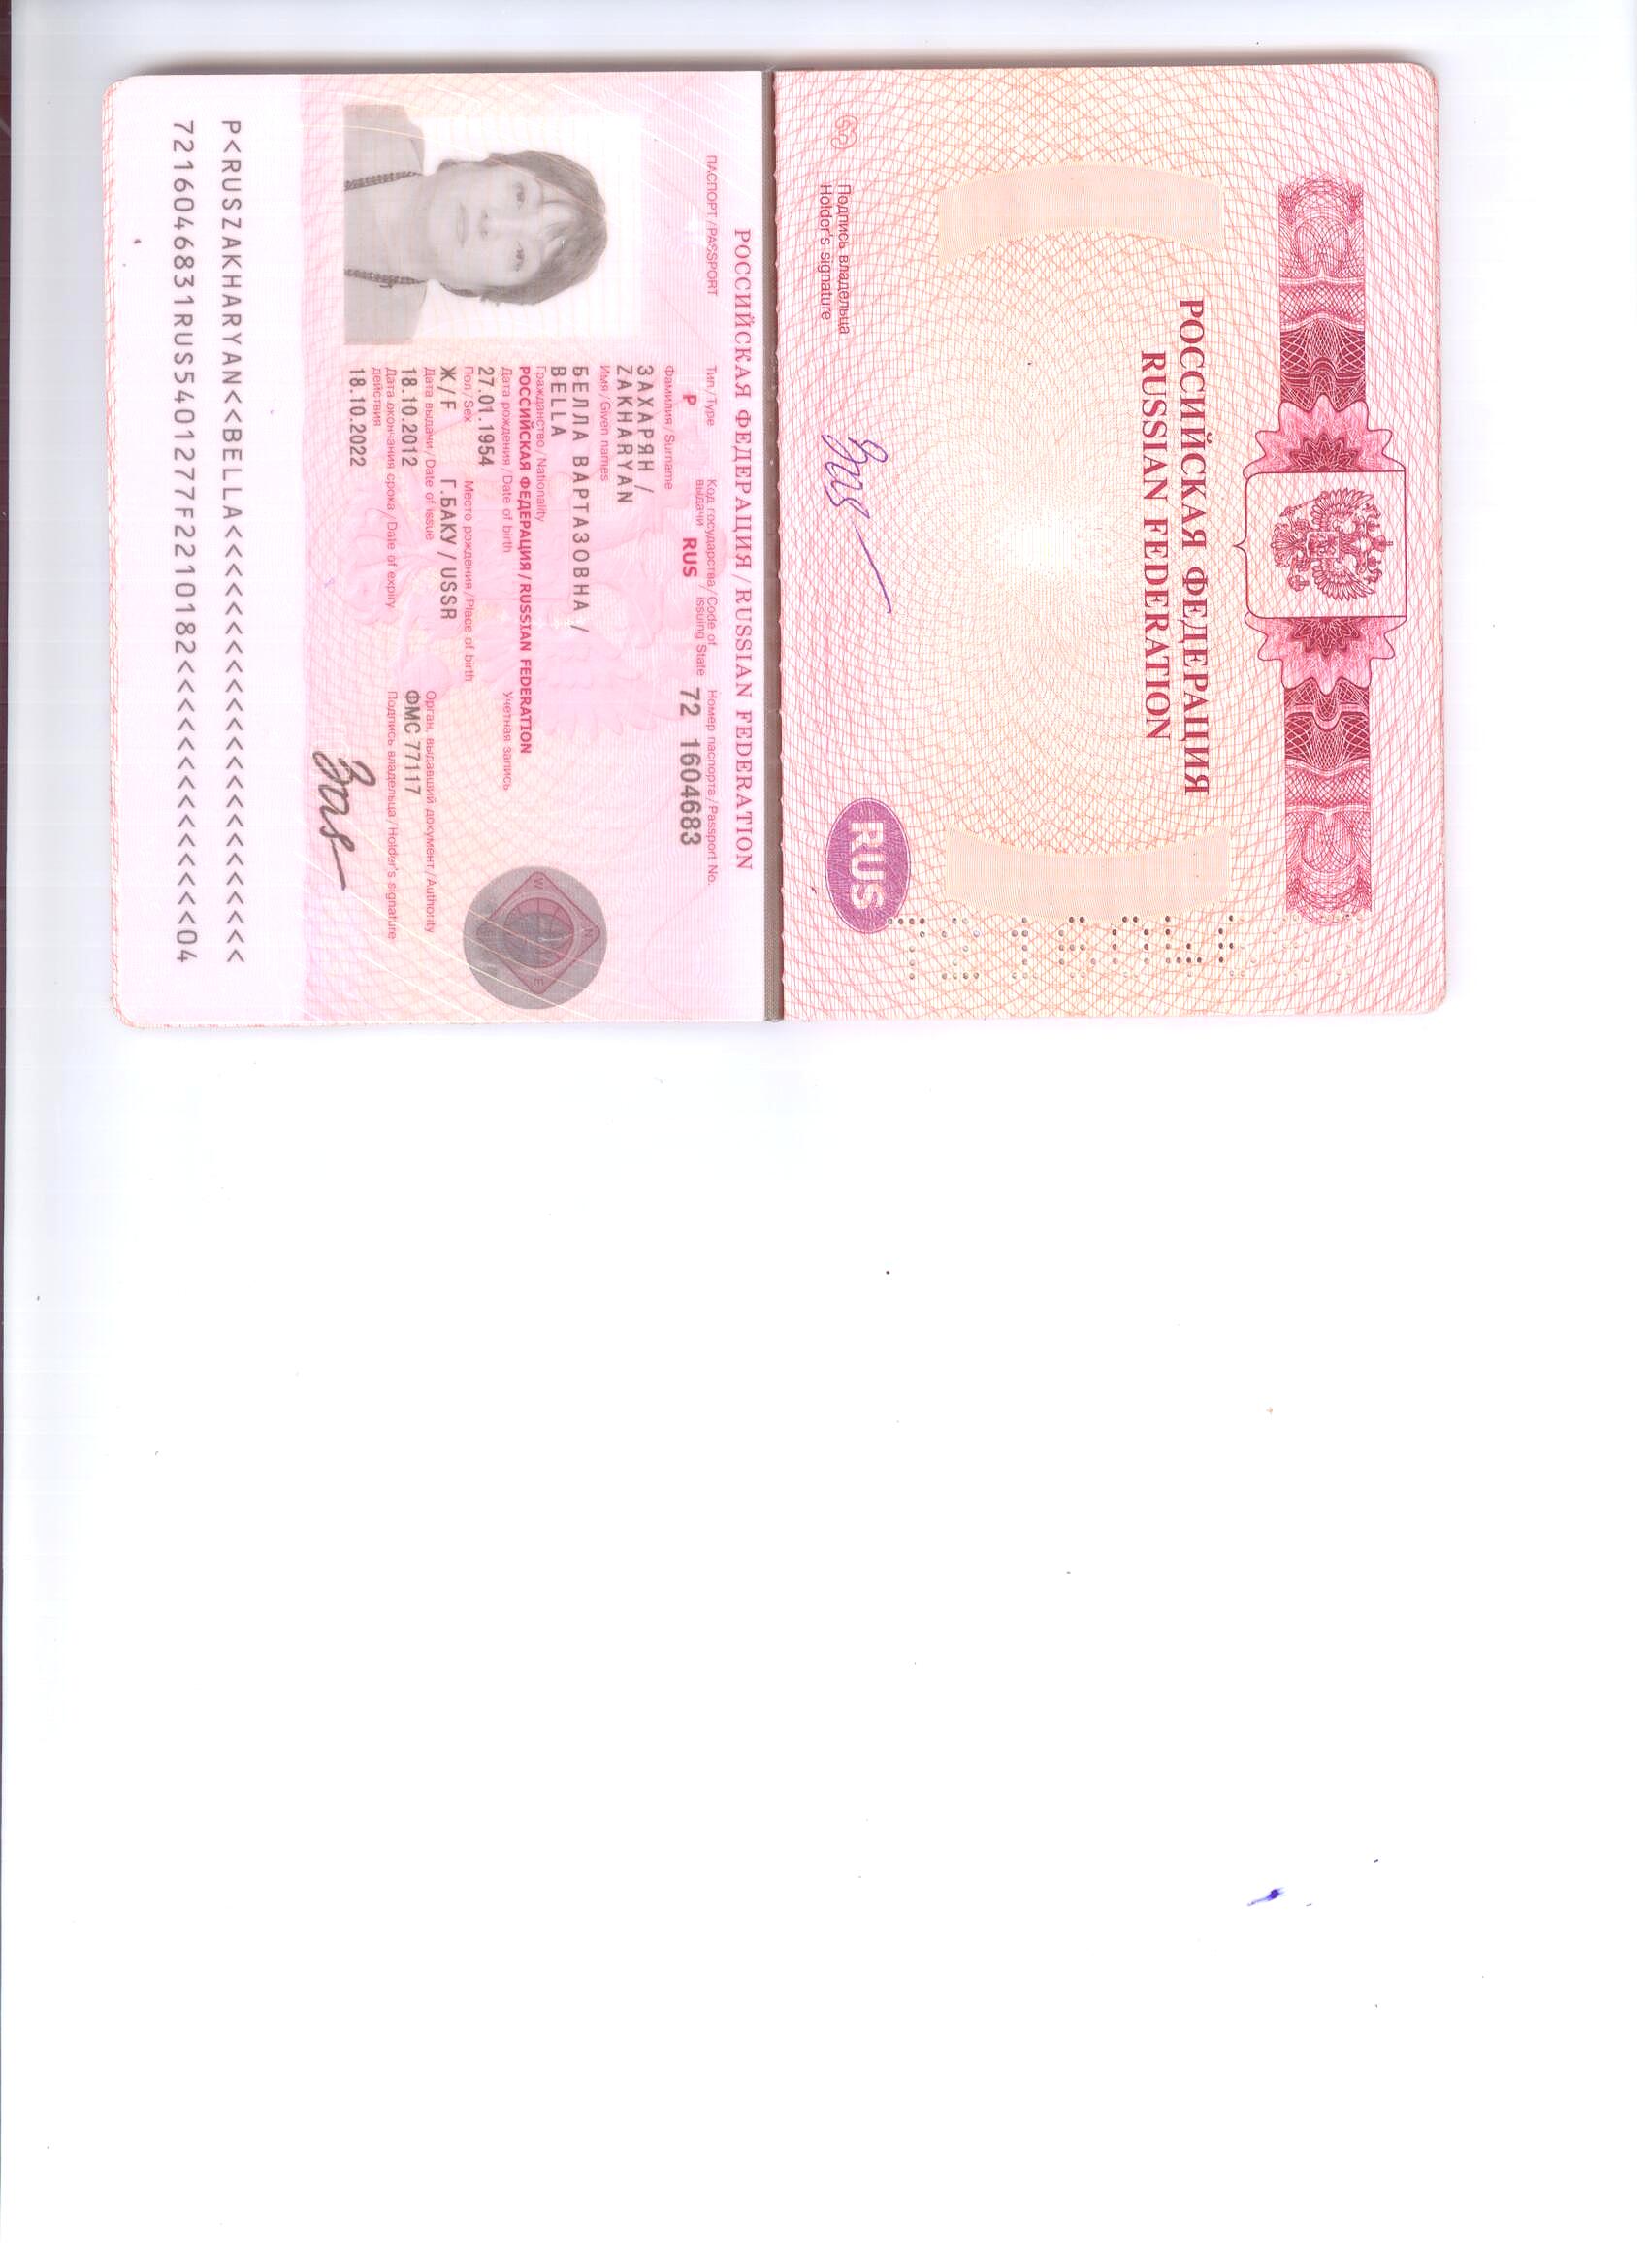 РОССИЙСКАЯ ФЕДЕРАЦИЯ
RUSSIAN FEDERATION
Подпись владельца
Holder's signature
RUS
РОССИЙСКАЯ ФЕДЕРАЦИЯ / RUSSIAN FEDERATION
ПАСПОРТ / PASSPORT
Тип / Type
Код государства / Code of
выдачи issuing State
Номер паспорта / Passport No.
P RUS 72 1604683
Фамилия / Surname
ЗАХАРЯН /
ZAKHARYAN
Имя / Given names
БЕЛЛА ВАРТАЗОВНА /
BELLA
Гражданство / Nationality
РОССИЙСКАЯ ФЕДЕРАЦИЯ / RUSSIAN FEDERATION
Дата рождения / Date of birth Учетная запись
27.01.1954
Пол / Sex Место рождения / Place of birth
Ж / F Г.БАКУ / USSR
Дата выдачи / Date of issue Орган, выдавший документ / Authority
18.10.2012 ФМС 77117
Дата окончания срока / Date of expiry Подпись владельца / Holder's signature
действия
18.10.2022
P<RUSZAKHARYAN<<BELLA<<<<<<<<<<<<<<<<<<<<<<<
7216046831RUS5401277F2210182<<<<<<<<<<<<<<04